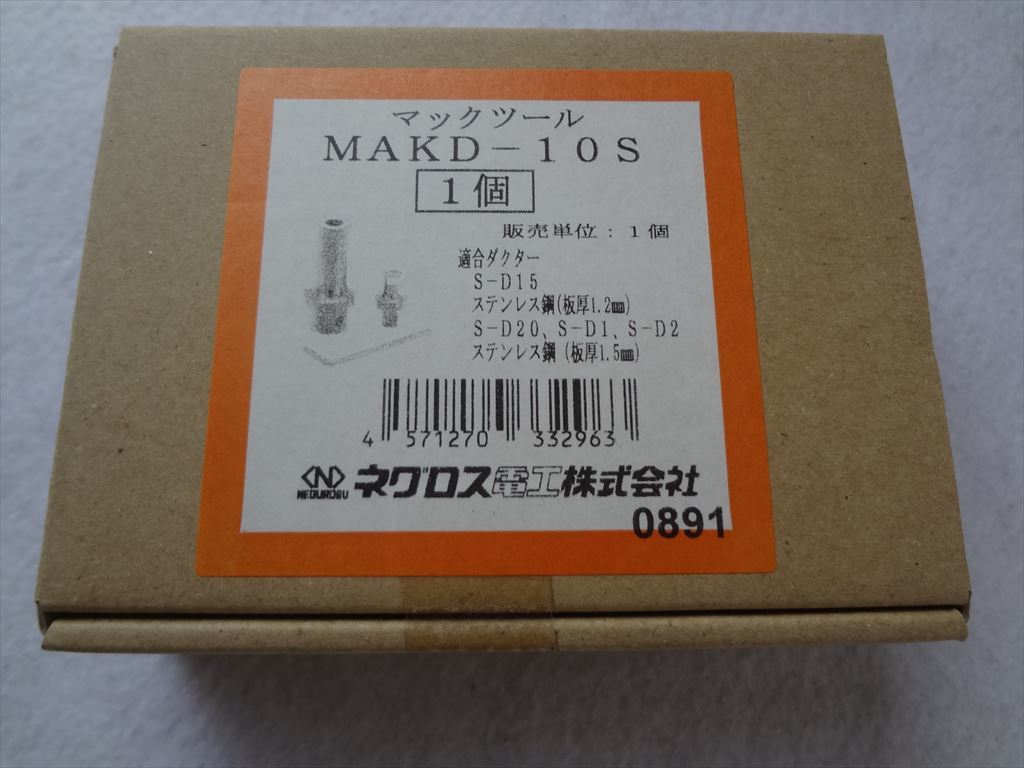 マックツール
MAKD-10S
1個
販売単位:1個
適合ダクター
S-D15
ステンレス鋼(板厚1.2㎜)
S-D20、S-D1、S-D2
ステンレス鋼(板厚1.5㎜)
4 571270 332963
N NEGUROSU ネグロス電工株式会社
0891